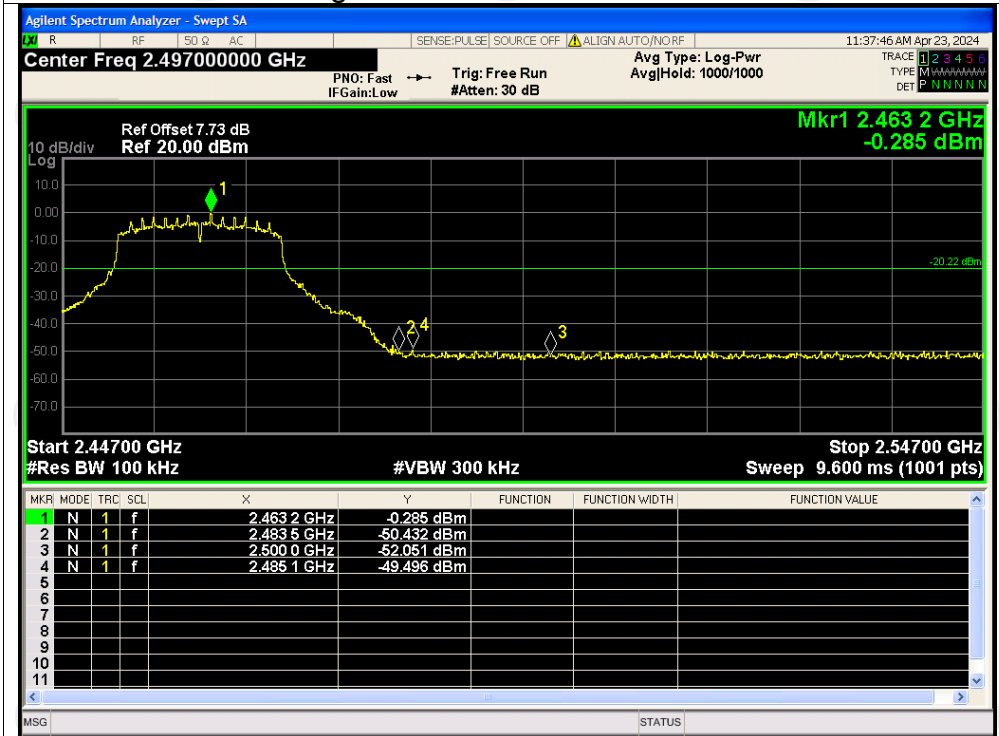 Agilent Spectrum Analyzer - Swept SA
LXI R RF 50 Ω AC SENSE:PULSE SOURCE OFF ALIGN AUTO/NO RF 11:37:46 AM Apr 23, 2024
Center Freq 2.497000000 GHz
PNO: Fast
IFGain:Low
Trig: Free Run
#Atten: 30 dB
Avg Type: Log-Pwr
Avg|Hold: 1000/1000
TRACE 1 2 3 4 5 6
TYPE M
DET P N N N N N
Mkr1 2.463 2 GHz
-0.285 dBm
Ref Offset 7.73 dB
10 dB/div Ref 20.00 dBm
Log
10.0
0.00
-10.0
-20.0
-30.0
-40.0
-50.0
-60.0
-70.0
1
-20.22 dBm
2 4
3
Start 2.44700 GHz Stop 2.54700 GHz
#Res BW 100 kHz #VBW 300 kHz Sweep 9.600 ms (1001 pts)
MKR MODE TRC SCL X Y FUNCTION FUNCTION WIDTH FUNCTION VALUE
1 N 1 f 2.463 2 GHz -0.285 dBm
2 N 1 f 2.483 5 GHz -50.432 dBm
3 N 1 f 2.500 0 GHz -52.051 dBm
4 N 1 f 2.485 1 GHz -49.496 dBm
5
6
7
8
9
10
11
MSG STATUS